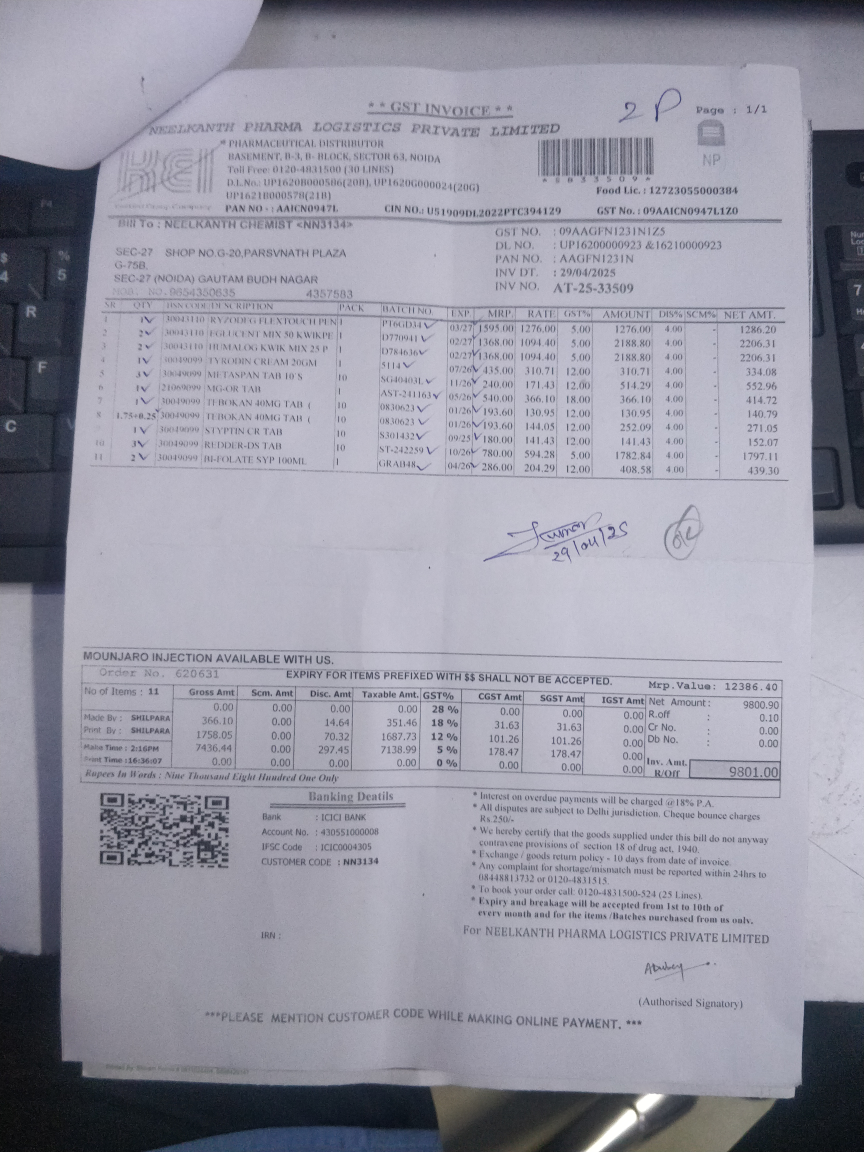 ** GST INVOICE **
2P
Page : 1/1
NEELKANTH PHARMA LOGISTICS PRIVATE LIMITED
* PHARMACEUTICAL DISTRIBUTOR
BASEMENT, B-3, B- BLOCK, SECTOR 63, NOIDA
Toll Free: 0120-4831500 (30 LINES)
D.L.No.: UP1620B000586(20B), UP1620G000024(20G)
UP1621B000578(21B)
*SB33509*
NP
Food Lic. : 12723055000384
PAN NO - : AAICN0947L CIN NO.: U51909DL2022PTC394129 GST No. : 09AAICN0947L1Z0
Bill To : NEELKANTH CHEMIST <NN3134>
SEC-27 SHOP NO.G-20,PARSVNATH PLAZA
G-75B,
SEC-27 (NOIDA) GAUTAM BUDH NAGAR
MOB. NO.9654350635 4357583
GST NO. : 09AAGFN1231N1Z5
DL NO. : UP16200000923 &16210000923
PAN NO. : AAGFN1231N
INV DT. : 29/04/2025
INV NO. AT-25-33509
SR QTY HSN CODE DESCRIPTION PACK BATCH NO. EXP MRP RATE GST% AMOUNT DIS% SCM% NET AMT.
1 1 30043110 RYZODEG FLEXTOUCH PEN 1 PT6GD34 03/27 1595.00 1276.00 5.00 1276.00 4.00 - 1286.20
2 2 30043110 EGLUCENT MIX 50 KWIKPE 1 D770941 02/27 1368.00 1094.40 5.00 2188.80 4.00 - 2206.31
3 2 30043110 HUMALOG KWIK MIX 25 P 1 D784636 02/27 1368.00 1094.40 5.00 2188.80 4.00 - 2206.31
4 1 30049099 TYRODIN CREAM 20GM 1 5114 07/26 435.00 310.71 12.00 310.71 4.00 - 334.08
5 3 30049099 METASPAN TAB 10'S 10 SG40403L 11/26 240.00 171.43 12.00 514.29 4.00 - 552.96
6 1 21069099 MG-OR TAB AST-241163 05/26 540.00 366.10 18.00 366.10 4.00 - 414.72
7 1 30049099 TEBOKAN 40MG TAB ( 10 0830623 01/26 193.60 130.95 12.00 130.95 4.00 - 140.79
8 1.75+0.25 30049099 TEBOKAN 40MG TAB ( 10 0830623 01/26 193.60 144.05 12.00 252.09 4.00 - 271.05
1 30049099 STYPTIN CR TAB 10 S301432 09/25 180.00 141.43 12.00 141.43 4.00 - 152.07
10 3 30049099 REDDER-DS TAB 10 ST-242259 10/26 780.00 594.28 5.00 1782.84 4.00 - 1797.11
11 2 30049099 BI-FOLATE SYP 100ML 1 GRAB48 04/26 286.00 204.29 12.00 408.58 4.00 - 439.30
Kumar
29/04/25
OK
MOUNJARO INJECTION AVAILABLE WITH US.
Order No. 620631 EXPIRY FOR ITEMS PREFIXED WITH $$ SHALL NOT BE ACCEPTED. Mrp.Value: 12386.40
No of Items : 11
Made By : SHILPARA
Print By : SHILPARA
Make Time : 2:16PM
Print Time :16:36:07
Gross Amt Scm. Amt Disc. Amt Taxable Amt. GST% CGST Amt SGST Amt IGST Amt
0.00 0.00 0.00 0.00 28 % 0.00 0.00 0.00
366.10 0.00 14.64 351.46 18 % 31.63 31.63 0.00
1758.05 0.00 70.32 1687.73 12 % 101.26 101.26 0.00
7436.44 0.00 297.45 7138.99 5 % 178.47 178.47 0.00
0.00 0.00 0.00 0.00 0 % 0.00 0.00 0.00
Net Amount : 9800.90
R.off : 0.10
Cr No. : 0.00
Db No. : 0.00
Inv. Amt. R/Off 9801.00
Rupees In Words : Nine Thousand Eight Hundred One Only
Banking Deatils
Bank : ICICI BANK
Account No. : 430551000008
IFSC Code : ICIC0004305
CUSTOMER CODE : NN3134
* Interest on overdue payments will be charged @18% P.A.
* All disputes are subject to Delhi jurisdiction. Cheque bounce charges
Rs.250/-
* We hereby certify that the goods supplied under this bill do not anyway
contravene provisions of section 18 of drug act, 1940.
* Exchange / goods return policy - 10 days from date of invoice.
* Any complaint for shortage/mismatch must be reported within 24hrs to
08448813732 or 0120-4831515.
* To book your order call: 0120-4831500-524 (25 Lines)
* Expiry and breakage will be accepted from 1st to 10th of
every month and for the items /Batches purchased from us only.
IRN :
For NEELKANTH PHARMA LOGISTICS PRIVATE LIMITED
(Authorised Signatory)
***PLEASE MENTION CUSTOMER CODE WHILE MAKING ONLINE PAYMENT. ***